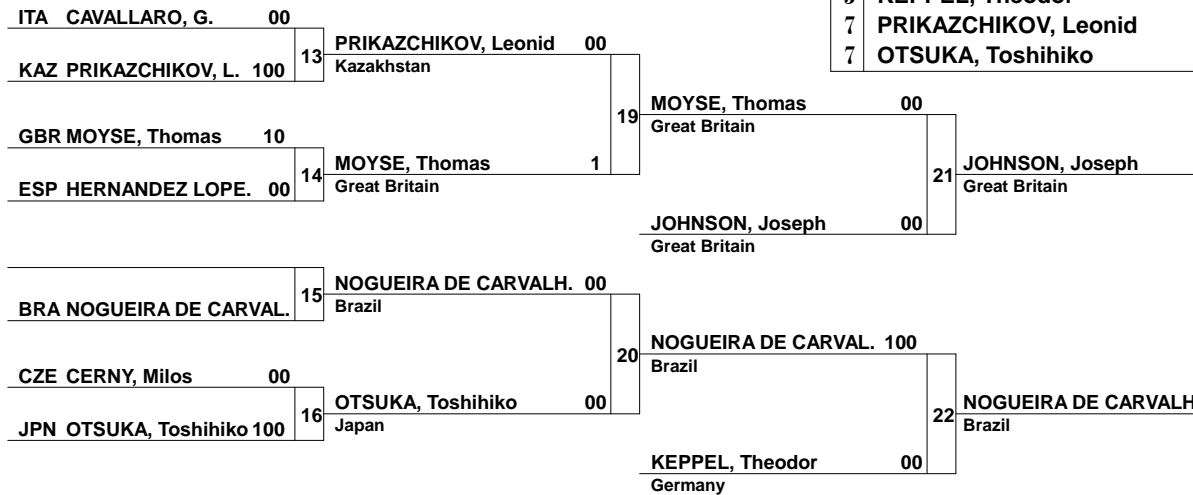 5 KEPPEL, Theodor
7 PRIKAZCHIKOV, Leonid
7 OTSUKA, Toshihiko
ITA CAVALLARO, G. 00
13
KAZ PRIKAZCHIKOV, L. 100
PRIKAZCHIKOV, Leonid 00
Kazakhstan
19
GBR MOYSE, Thomas 10
14
ESP HERNANDEZ LOPE. 00
MOYSE, Thomas 1
Great Britain
MOYSE, Thomas 00
Great Britain
21
JOHNSON, Joseph 00
Great Britain
JOHNSON, Joseph
Great Britain
15
BRA NOGUEIRA DE CARVAL.
NOGUEIRA DE CARVALH. 00
Brazil
20
CZE CERNY, Milos 00
16
JPN OTSUKA, Toshihiko 100
OTSUKA, Toshihiko 00
Japan
NOGUEIRA DE CARVAL. 100
Brazil
22
KEPPEL, Theodor 00
Germany
NOGUEIRA DE CARVALH
Brazil